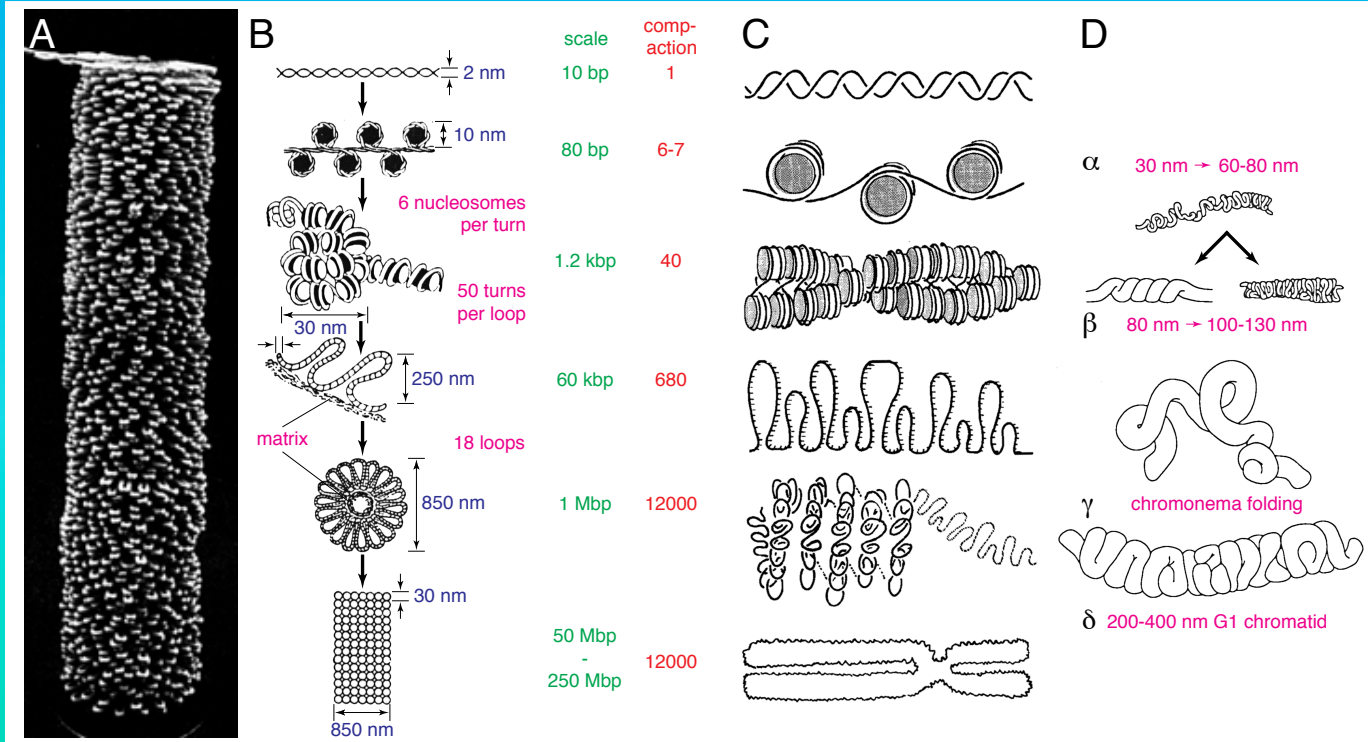 A
B
scale
comp-
action
2 nm
10 bp
1
10 nm
80 bp
6-7
6 nucleosomes
per turn
1.2 kbp
40
50 turns
per loop
30 nm
250 nm
60 kbp
680
matrix
18 loops
850 nm
1 Mbp
12000
30 nm
50 Mbp
-
250 Mbp
12000
850 nm
C
D
α
30 nm → 60-80 nm
β
80 nm → 100-130 nm
chromonema folding
γ
δ 200-400 nm G1 chromatid